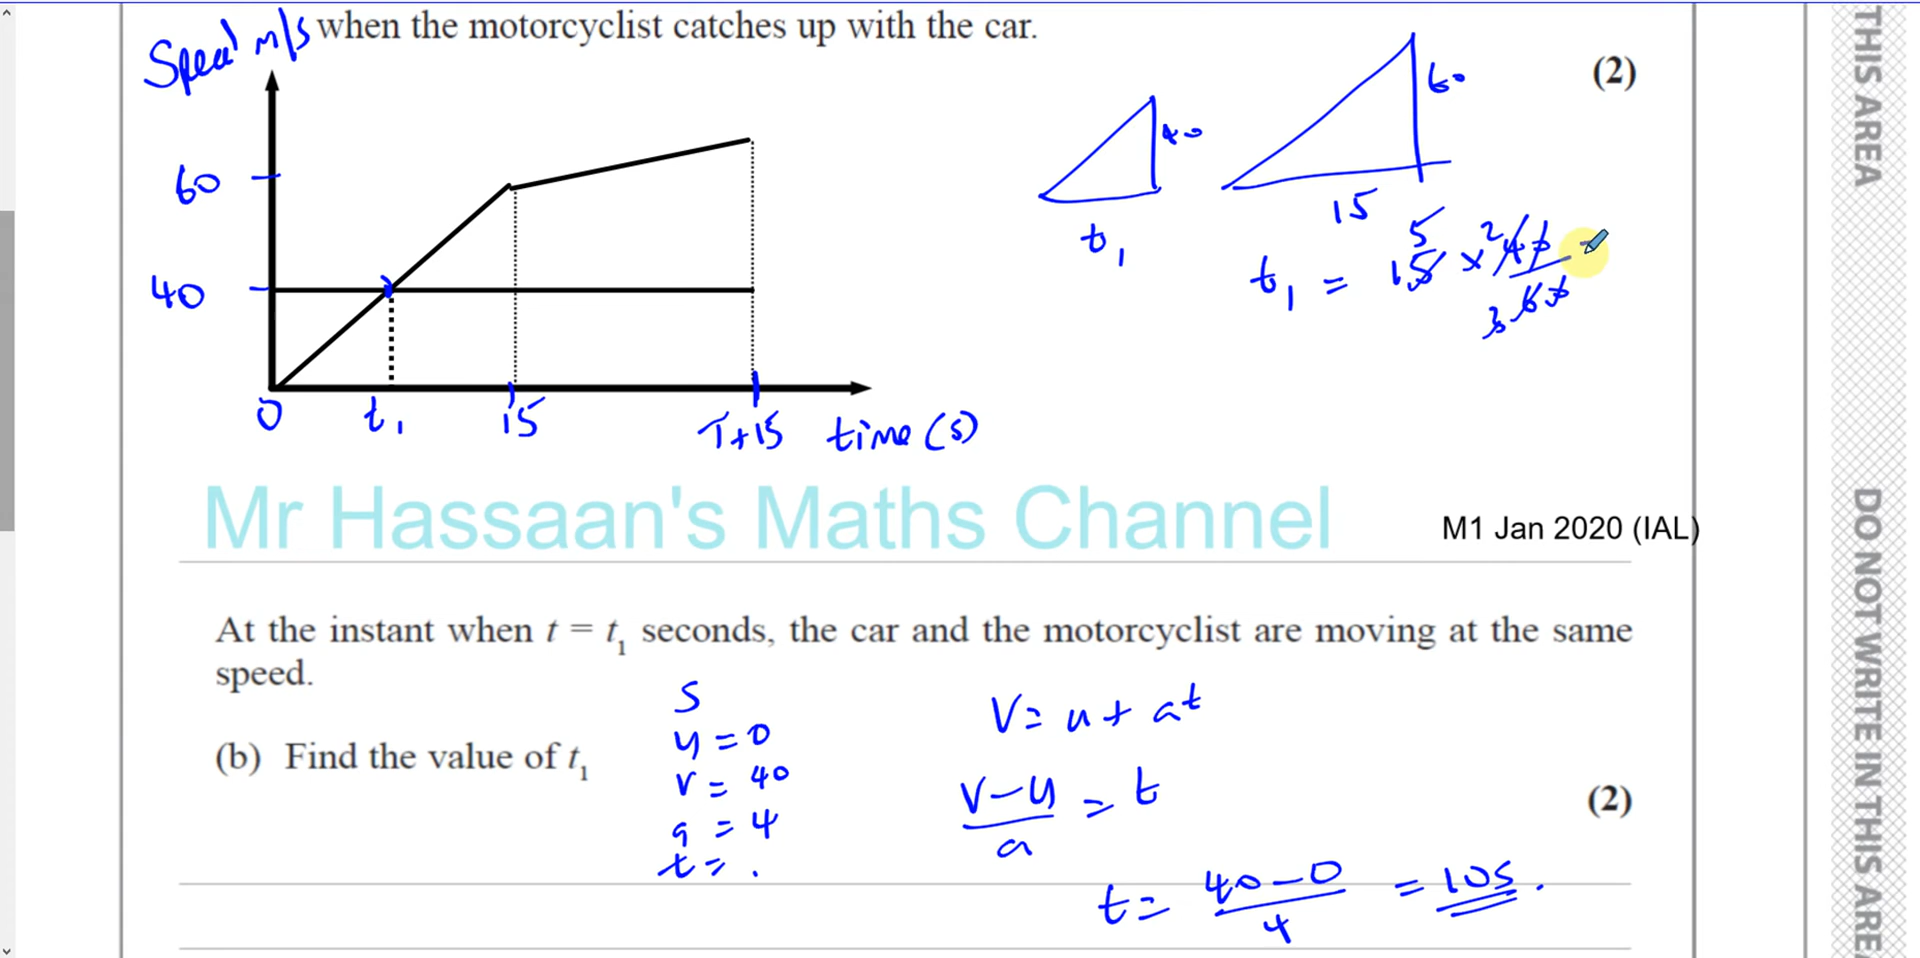 when the motorcyclist catches up with the car.
(2)
Speed m/s
60
40
0
t₁
15
T+15
time (s)
40
t₁
60
15
t₁ = 15 × 40/60 =
5
2
3
Mr Hassaan's Maths Channel
M1 Jan 2020 (IAL)
At the instant when t = t₁ seconds, the car and the motorcyclist are moving at the same
speed.
(b) Find the value of t₁
(2)
S
u = 0
v = 40
a = 4
t = .
V = u + at
v-u/a = t
t = 40-0/4 = 10s.
THIS AREA
DO NOT WRITE IN THIS AREA